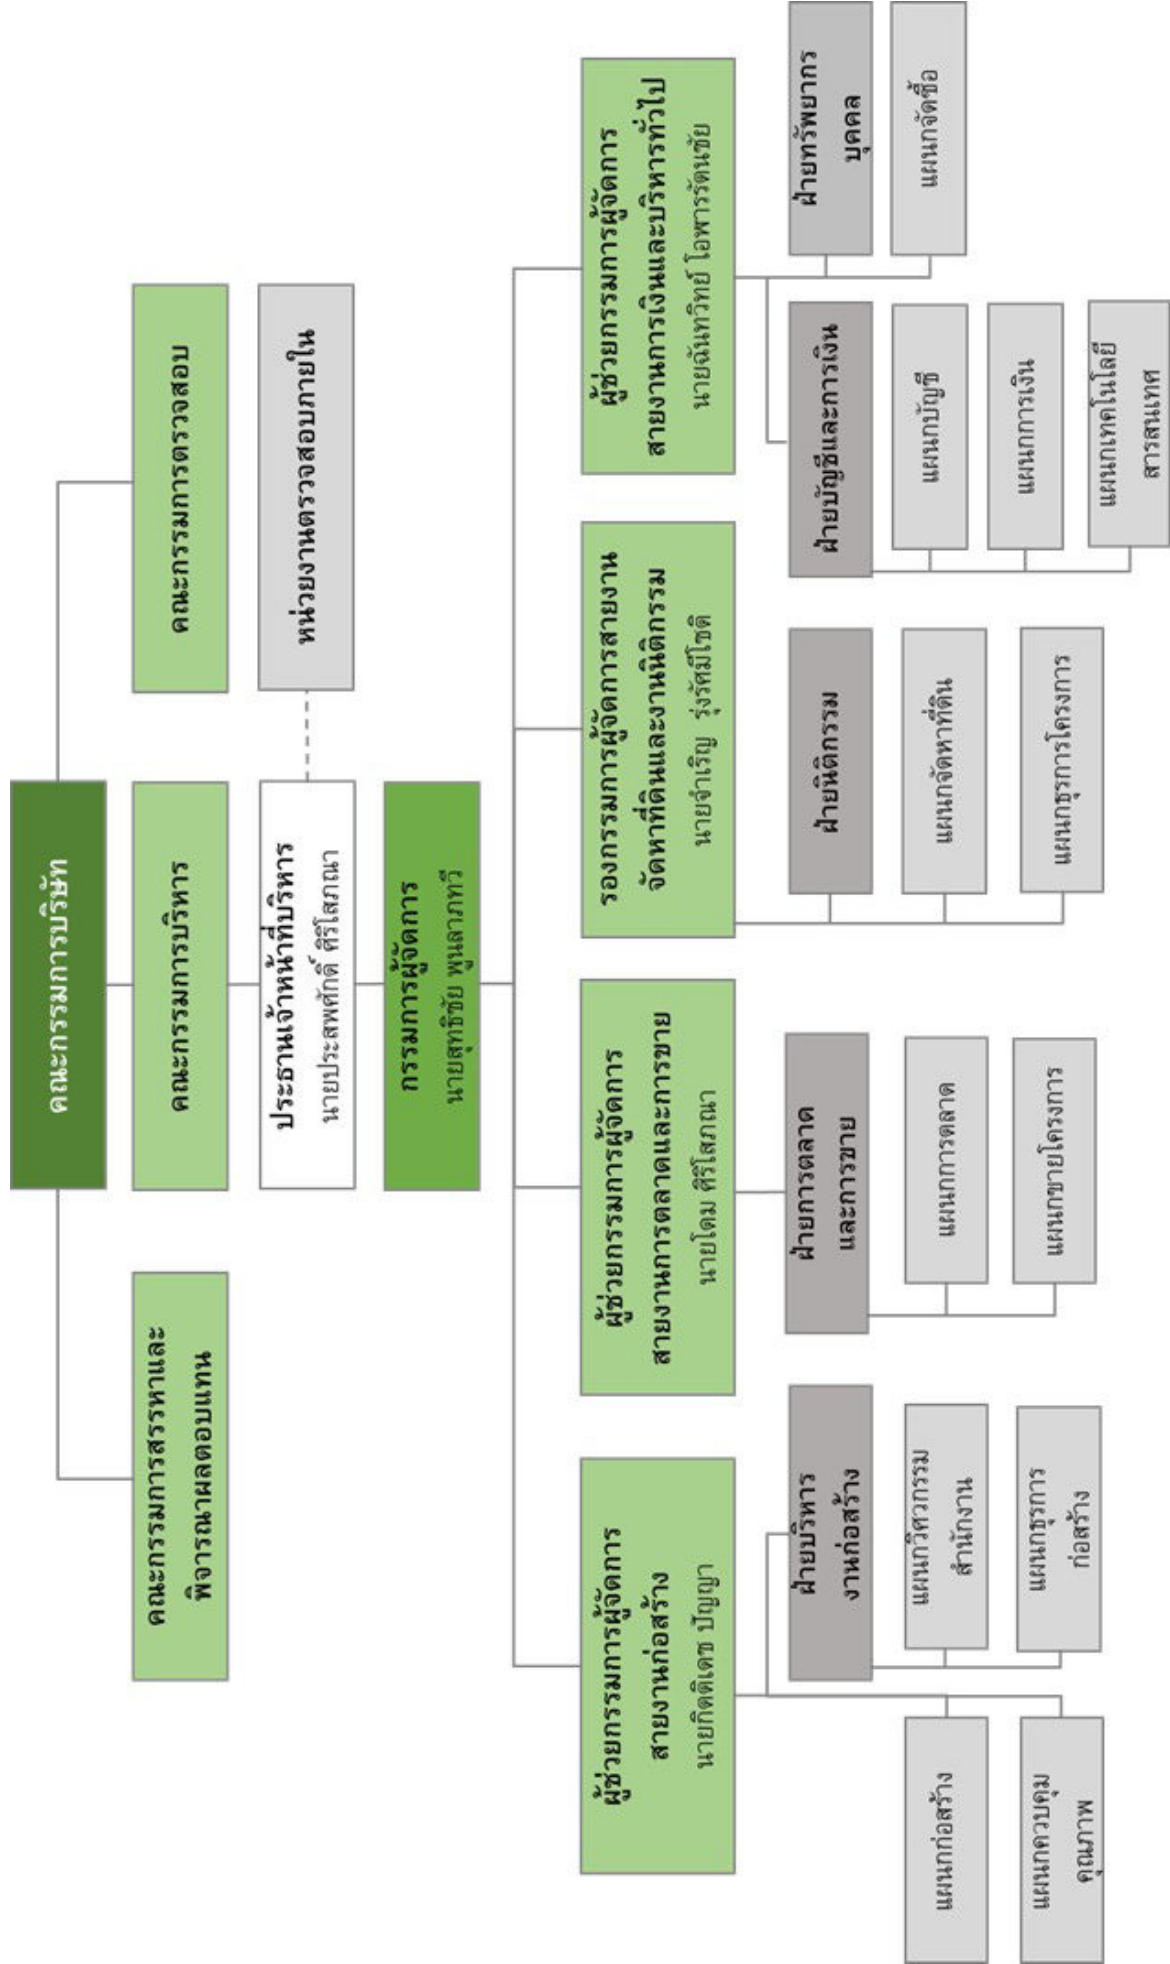 คณะกรรมการบริษัท
คณะกรรมการสรรหาและ
พิจารณาผลตอบแทน
คณะกรรมการบริหาร
คณะกรรมการตรวจสอบ
ประธานเจ้าหน้าที่บริหาร
นายประสพศักดิ์ ศิริโสภณา
หน่วยงานตรวจสอบภายใน
กรรมการผู้จัดการ
นายสุทธิชัย พูนลาภทวี
ผู้ช่วยกรรมการผู้จัดการ
สายงานก่อสร้าง
นายกิตติเดช ปัญญา
ผู้ช่วยกรรมการผู้จัดการ
สายงานการตลาดและการขาย
นายโดม ศิริโสภณา
รองกรรมการผู้จัดการสายงาน
จัดหาที่ดินและงานนิติกรรม
นายจำเริญ รุ่งรัศมีโชติ
ผู้ช่วยกรรมการผู้จัดการ
สายงานการเงินและบริหารทั่วไป
นายฉันทวิทย์ โอฬารรัตนชัย
ฝ่ายบริหาร
งานก่อสร้าง
แผนกก่อสร้าง
แผนกควบคุม
คุณภาพ
แผนกวิศวกรรม
สำนักงาน
แผนกธุรการ
ก่อสร้าง
ฝ่ายการตลาด
และการขาย
แผนกการตลาด
แผนกขายโครงการ
ฝ่ายนิติกรรม
แผนกจัดหาที่ดิน
แผนกธุรการโครงการ
ฝ่ายบัญชีและการเงิน
แผนกบัญชี
แผนกการเงิน
แผนกเทคโนโลยี
สารสนเทศ
ฝ่ายทรัพยากร
บุคคล
แผนกจัดซื้อ